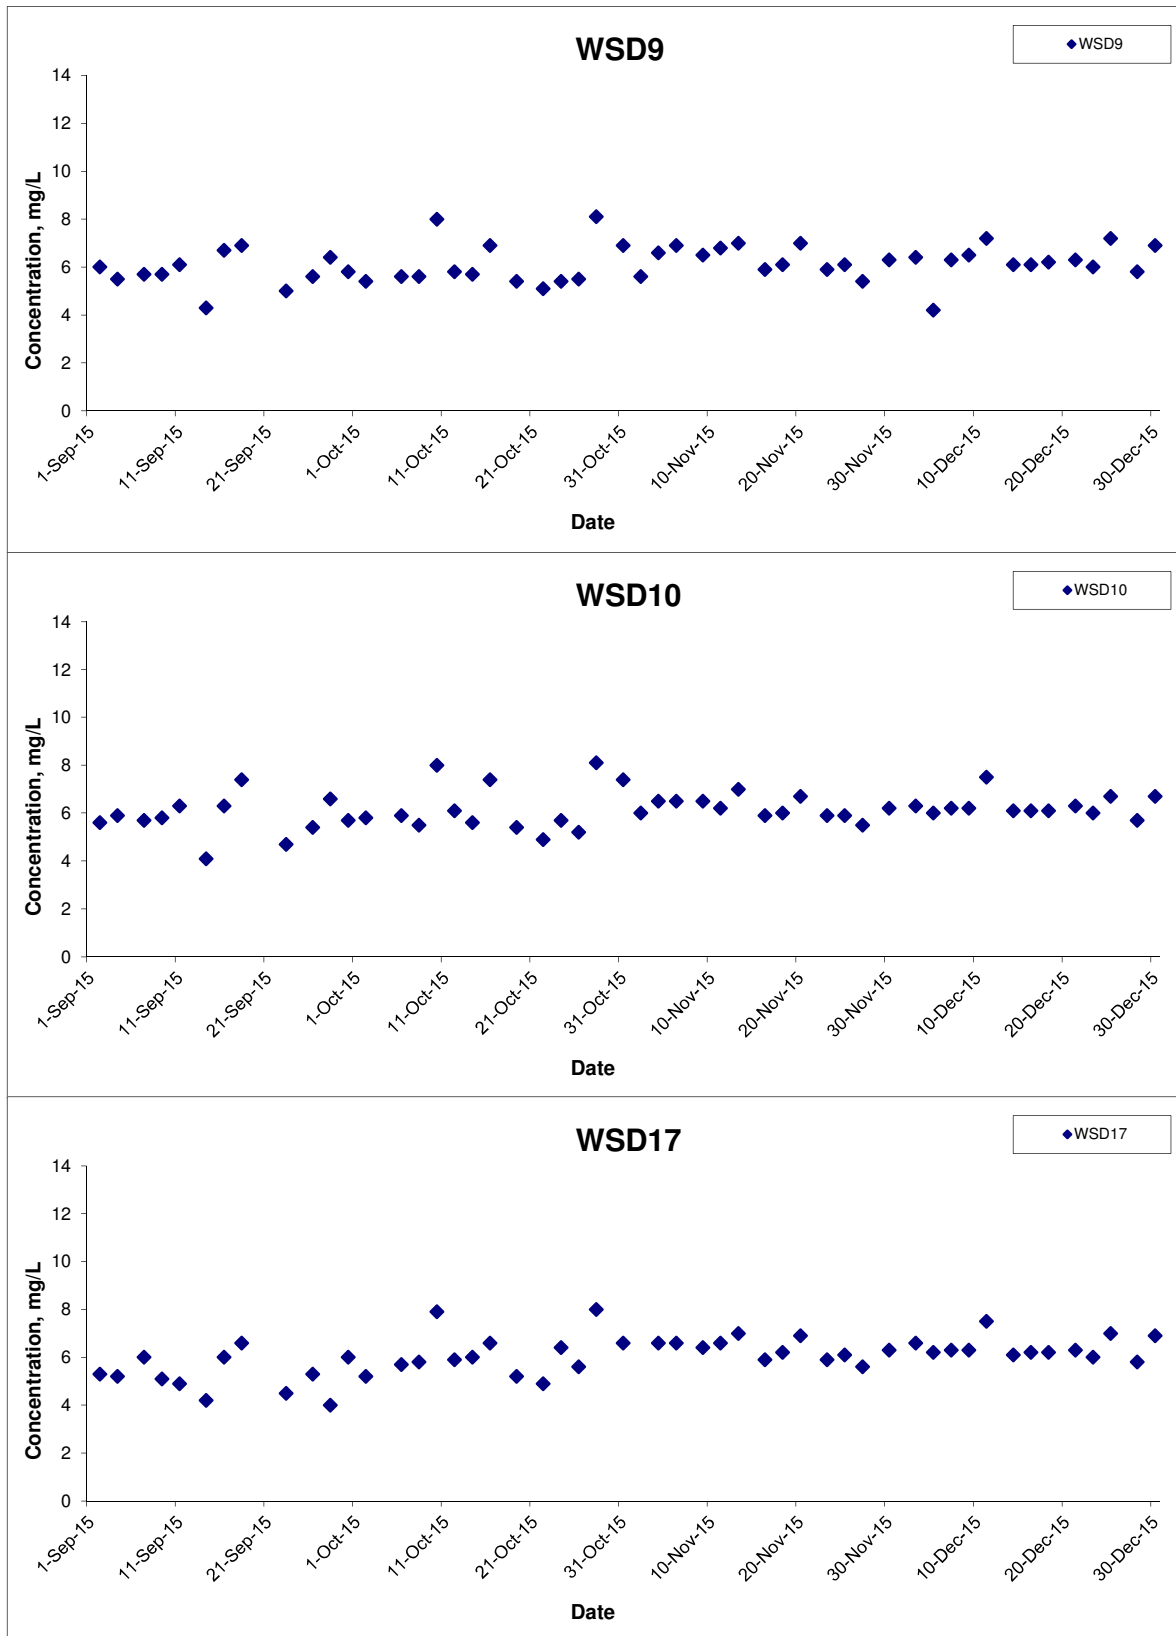 WSD9
WSD9
Concentration, mg/L
14
12
10
8
6
4
2
0
1-Sep-15
11-Sep-15
21-Sep-15
1-Oct-15
11-Oct-15
21-Oct-15
31-Oct-15
10-Nov-15
20-Nov-15
30-Nov-15
10-Dec-15
20-Dec-15
30-Dec-15
Date
WSD10
WSD10
Concentration, mg/L
14
12
10
8
6
4
2
0
1-Sep-15
11-Sep-15
21-Sep-15
1-Oct-15
11-Oct-15
21-Oct-15
31-Oct-15
10-Nov-15
20-Nov-15
30-Nov-15
10-Dec-15
20-Dec-15
30-Dec-15
Date
WSD17
WSD17
Concentration, mg/L
14
12
10
8
6
4
2
0
1-Sep-15
11-Sep-15
21-Sep-15
1-Oct-15
11-Oct-15
21-Oct-15
31-Oct-15
10-Nov-15
20-Nov-15
30-Nov-15
10-Dec-15
20-Dec-15
30-Dec-15
Date